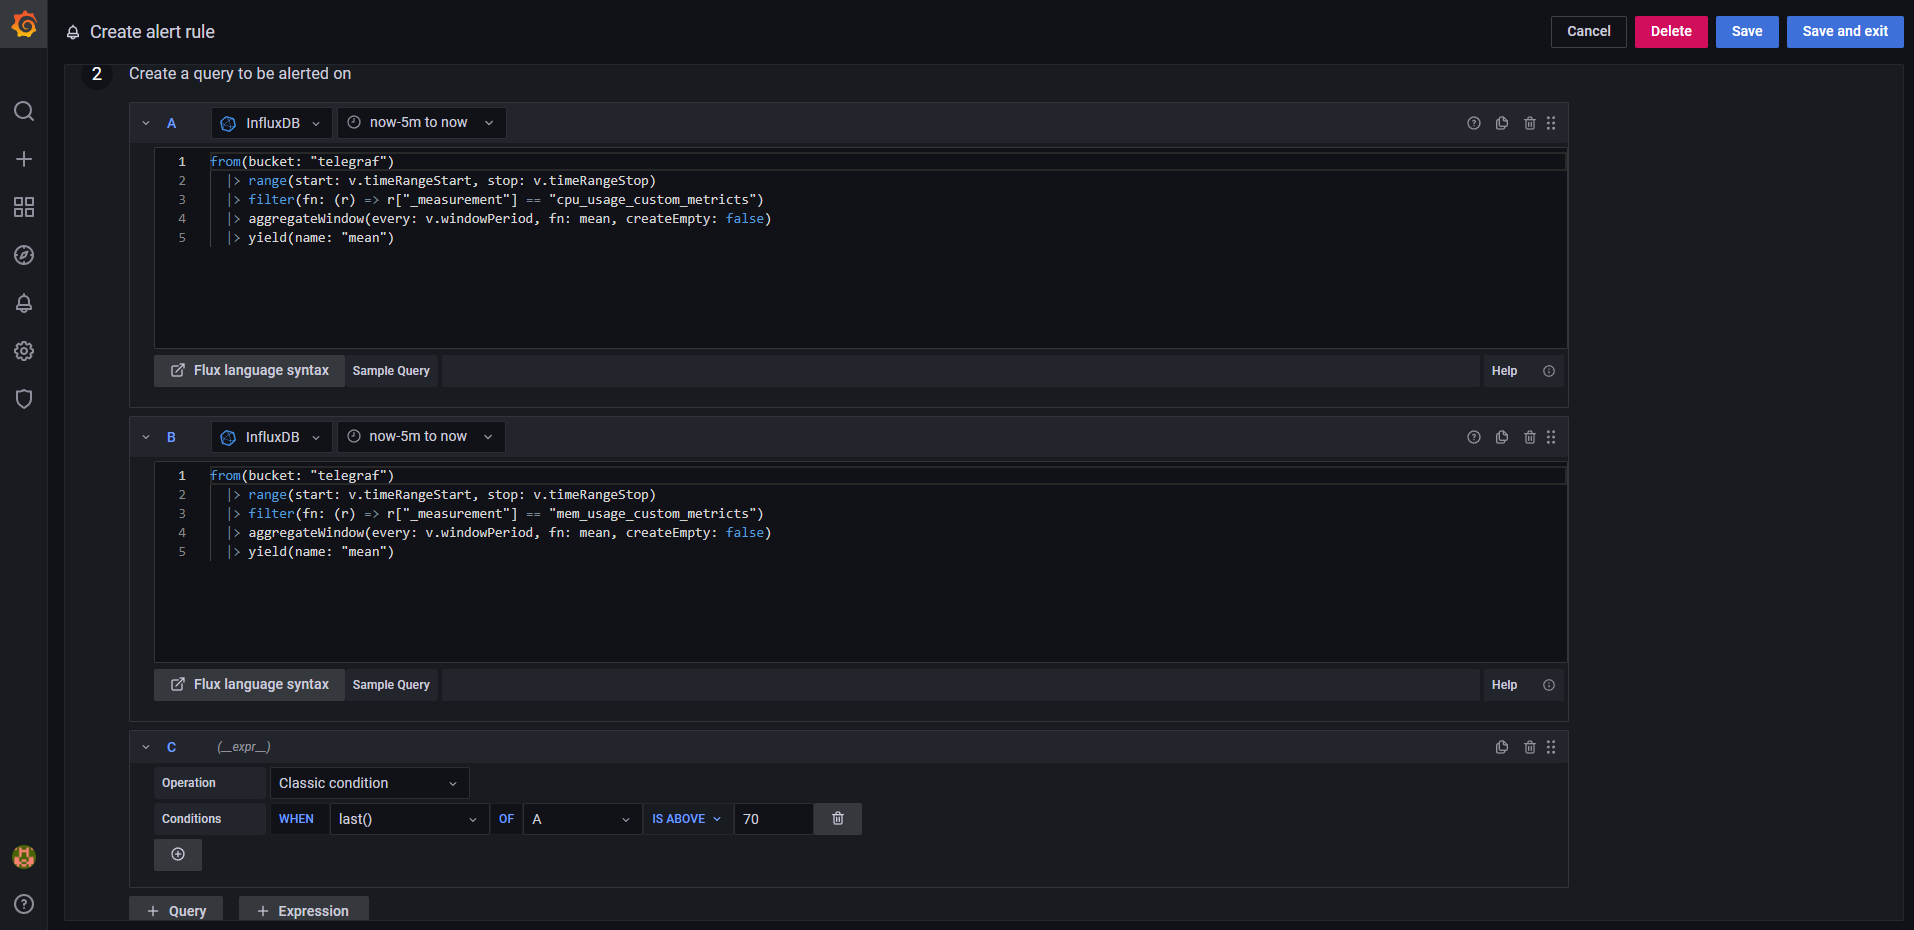 Create alert rule
Cancel Delete Save Save and exit
2 Create a query to be alerted on
A InfluxDB now-5m to now
1 from(bucket: "telegraf")
2 |> range(start: v.timeRangeStart, stop: v.timeRangeStop)
3 |> filter(fn: (r) => r["_measurement"] == "cpu_usage_custom_metricts")
4 |> aggregateWindow(every: v.windowPeriod, fn: mean, createEmpty: false)
5 |> yield(name: "mean")
Flux language syntax Sample Query Help
B InfluxDB now-5m to now
1 from(bucket: "telegraf")
2 |> range(start: v.timeRangeStart, stop: v.timeRangeStop)
3 |> filter(fn: (r) => r["_measurement"] == "mem_usage_custom_metricts")
4 |> aggregateWindow(every: v.windowPeriod, fn: mean, createEmpty: false)
5 |> yield(name: "mean")
Flux language syntax Sample Query Help
C (__expr__)
Operation Classic condition
Conditions WHEN last() OF A IS ABOVE 70
+ Query + Expression